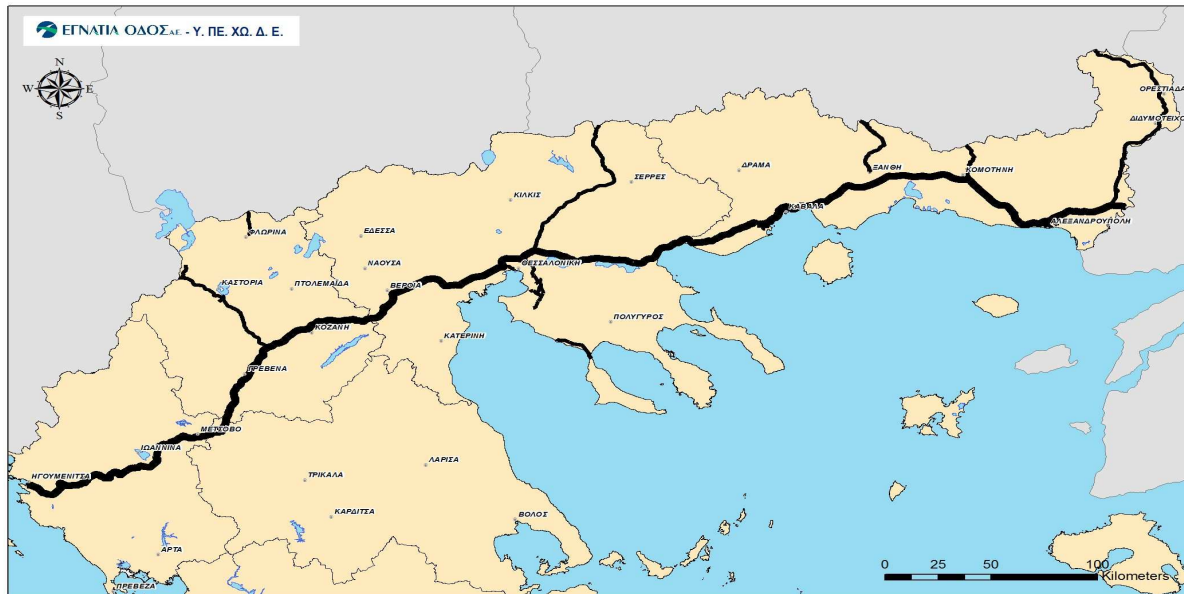 ΕΓΝΑΤΙΑ ΟΔΟΣ Α.Ε. - Υ. ΠΕ. ΧΩ. Δ. Ε.
N
W E
S
ΟΡΕΣΤΙΑΔΑ
ΔΙΔΥΜΟΤΕΙΧΟ
ΔΡΑΜΑ
ΞΑΝΘΗ
ΚΟΜΟΤΗΝΗ
ΣΕΡΡΕΣ
ΚΙΛΚΙΣ
ΚΑΒΑΛΑ
ΑΛΕΞΑΝΔΡΟΥΠΟΛΗ
ΦΛΩΡΙΝΑ
ΕΔΕΣΣΑ
ΘΕΣΣΑΛΟΝΙΚΗ
ΝΑΟΥΣΑ
ΚΑΣΤΟΡΙΑ
ΠΤΟΛΕΜΑΪΔΑ
ΒΕΡΟΙΑ
ΠΟΛΥΓΥΡΟΣ
ΚΟΖΑΝΗ
ΚΑΤΕΡΙΝΗ
ΓΡΕΒΕΝΑ
ΜΕΤΣΟΒΟ
ΙΩΑΝΝΙΝΑ
ΛΑΡΙΣΑ
ΗΓΟΥΜΕΝΙΤΣΑ
ΤΡΙΚΑΛΑ
ΚΑΡΔΙΤΣΑ
ΒΟΛΟΣ
ΑΡΤΑ
ΠΡΕΒΕΖΑ
0 25 50 100
Kilometers